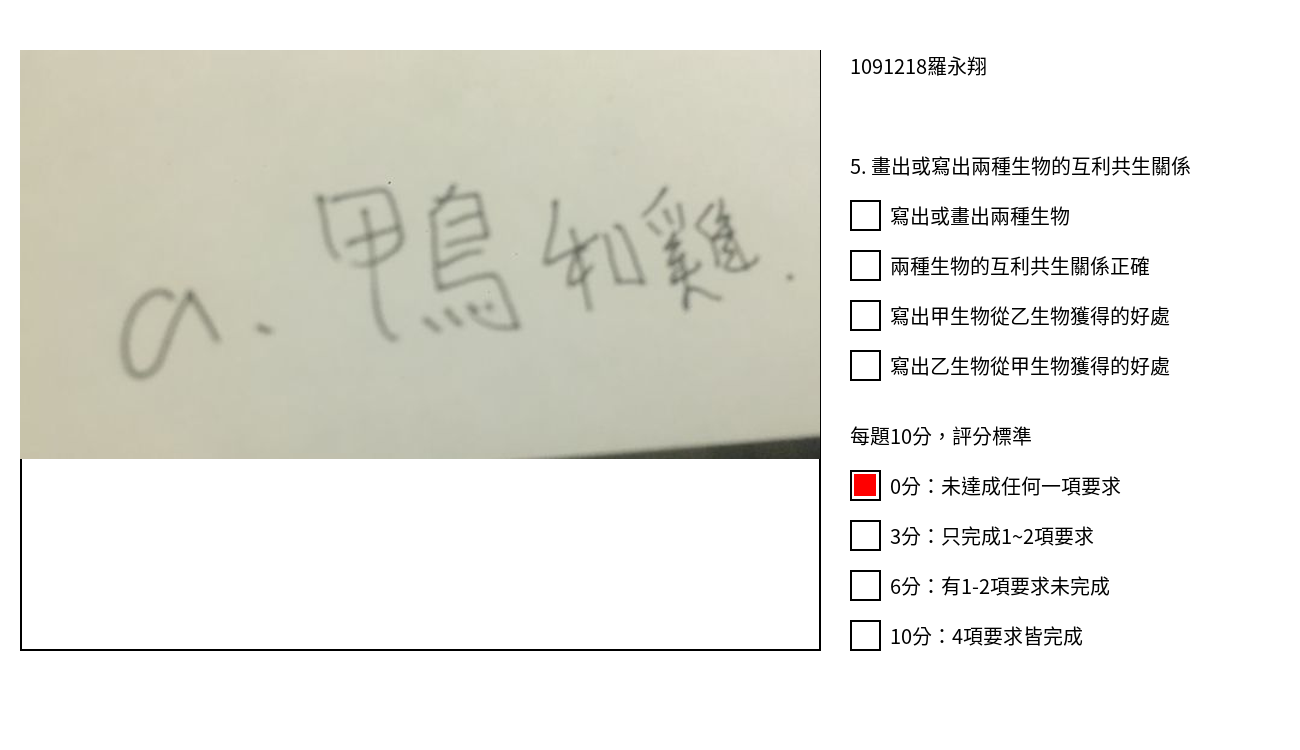 a. 鴨和雞.
1091218羅永翔
5. 畫出或寫出兩種生物的互利共生關係
寫出或畫出兩種生物
兩種生物的互利共生關係正確
寫出甲生物從乙生物獲得的好處
寫出乙生物從甲生物獲得的好處
每題10分，評分標準
0分：未達成任何一項要求
3分：只完成1~2項要求
6分：有1-2項要求未完成
10分：4項要求皆完成